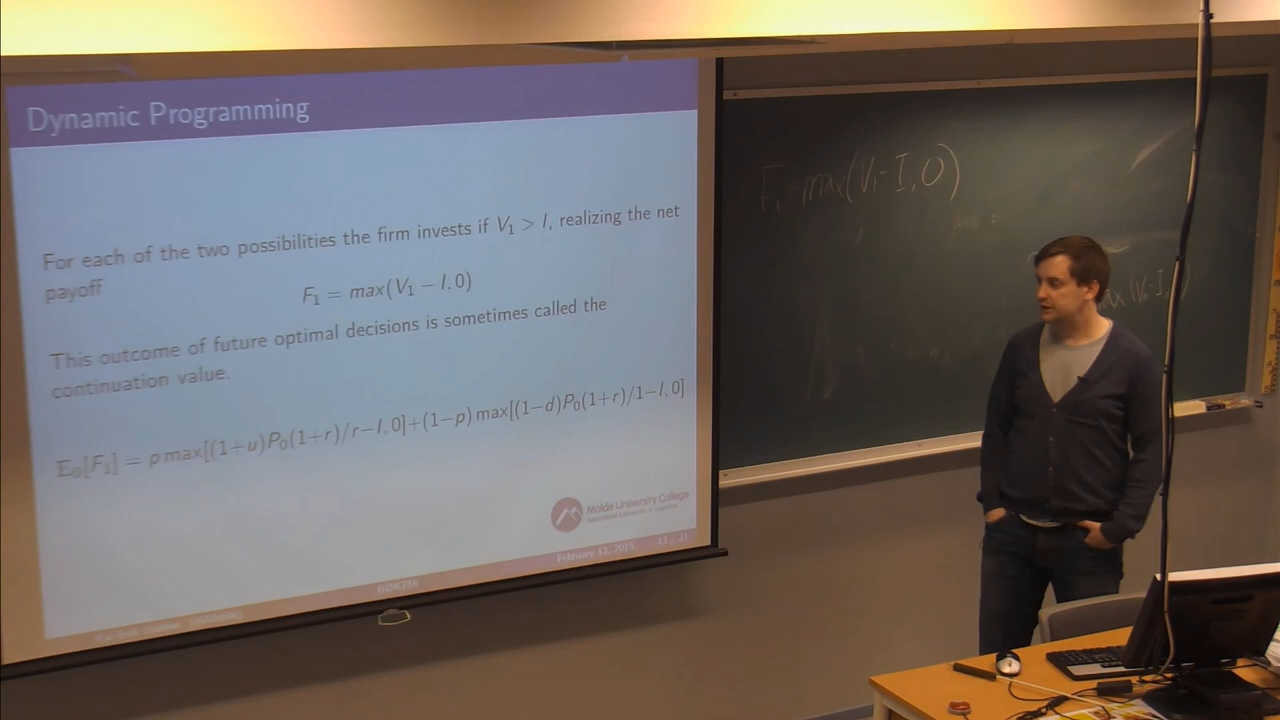 Dynamic Programming
For each of the two possibilities the firm invests if V₁ > I, realizing the net
payoff
F₁ = max(V₁ − I, 0)
This outcome of future optimal decisions is sometimes called the
continuation value.
𝔼₀[F₁] = p max[(1+u)P₀(1+r)/r−I, 0]+(1−p) max[(1−d)P₀(1+r)/1−I, 0]
Molde University College
February 13, 2015
F₁ = max(V₁ - I, 0)